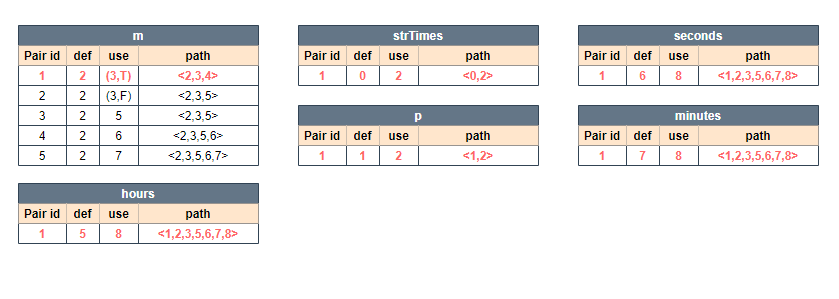 m
Pair id def use path
1 2 (3,T) <2,3,4>
2 2 (3,F) <2,3,5>
3 2 5 <2,3,5>
4 2 6 <2,3,5,6>
5 2 7 <2,3,5,6,7>
hours
Pair id def use path
1 5 8 <1,2,3,5,6,7,8>
strTimes
Pair id def use path
1 0 2 <0,2>
p
Pair id def use path
1 1 2 <1,2>
seconds
Pair id def use path
1 6 8 <1,2,3,5,6,7,8>
minutes
Pair id def use path
1 7 8 <1,2,3,5,6,7,8>